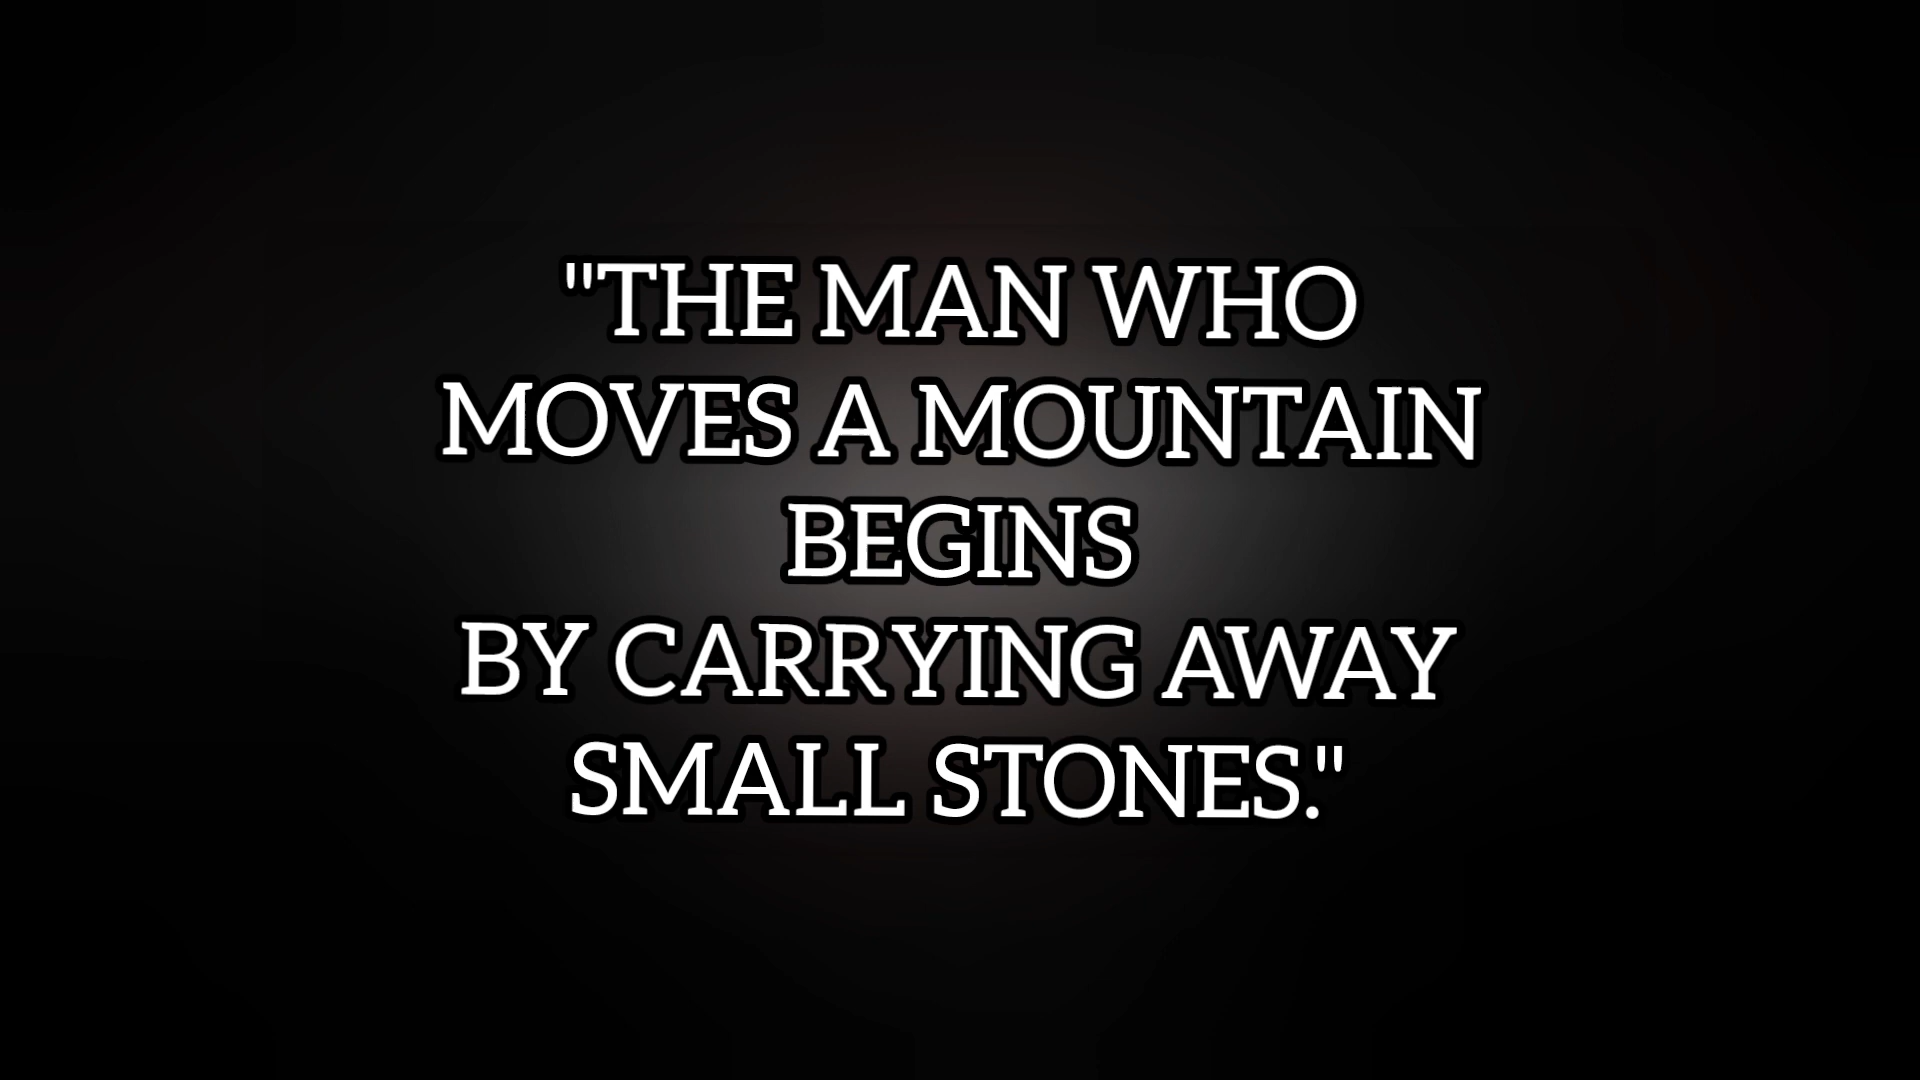 "THE MAN WHO
MOVES A MOUNTAIN
BEGINS
BY CARRYING AWAY
SMALL STONES."